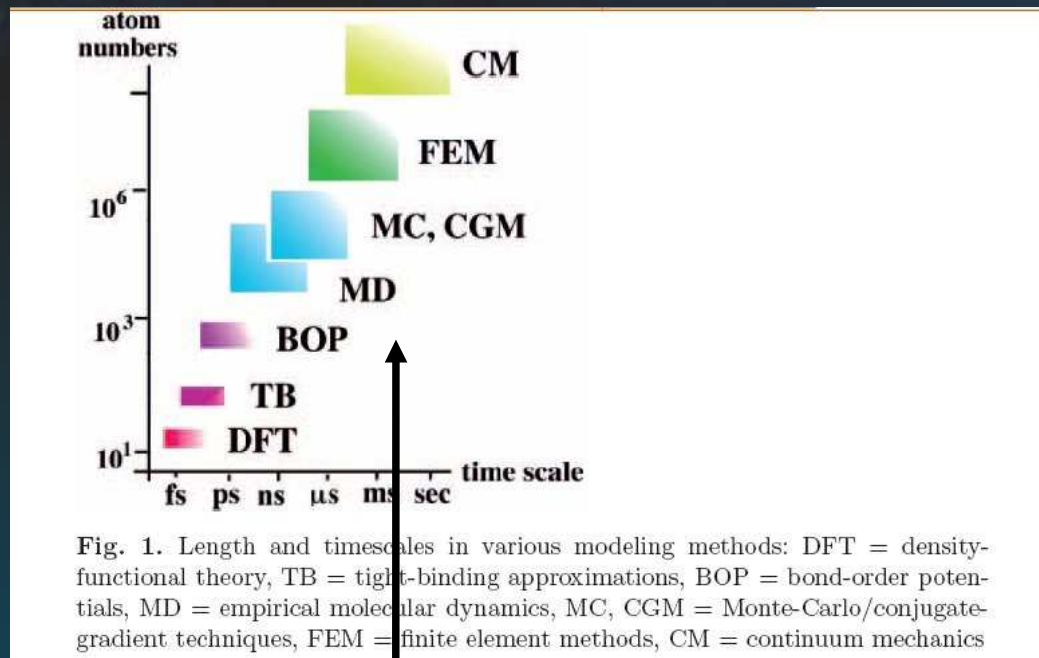 atom
numbers
CM
FEM
10^6
MC, CGM
MD
10^3
BOP
TB
DFT
10^1
time scale
fs ps ns μs ms sec
Fig. 1. Length and timescales in various modeling methods: DFT = density-
functional theory, TB = tight-binding approximations, BOP = bond-order poten-
tials, MD = empirical molecular dynamics, MC, CGM = Monte-Carlo/conjugate-
gradient techniques, FEM = finite element methods, CM = continuum mechanics